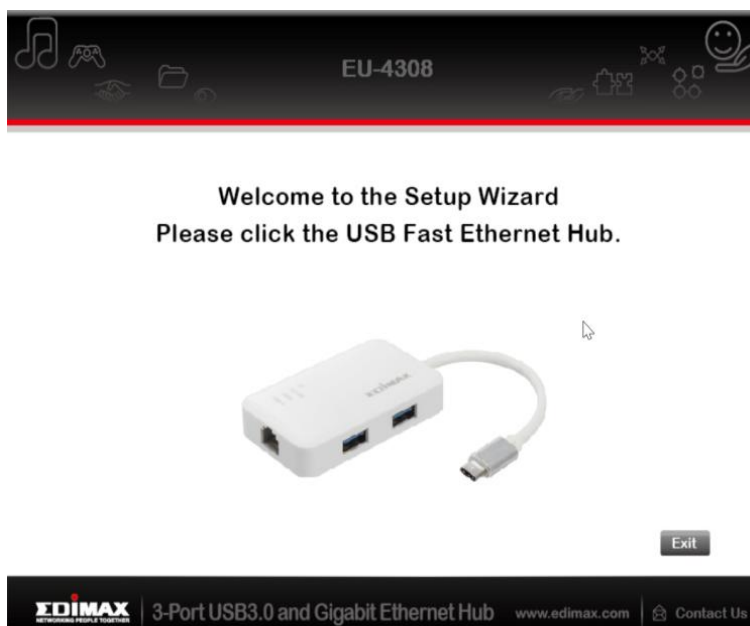 EU-4308
Welcome to the Setup Wizard
Please click the USB Fast Ethernet Hub.
EDIMAX
Exit
EDIMAX
NETWORKING PEOPLE TOGETHER
3-Port USB3.0 and Gigabit Ethernet Hub
www.edimax.com
Contact Us